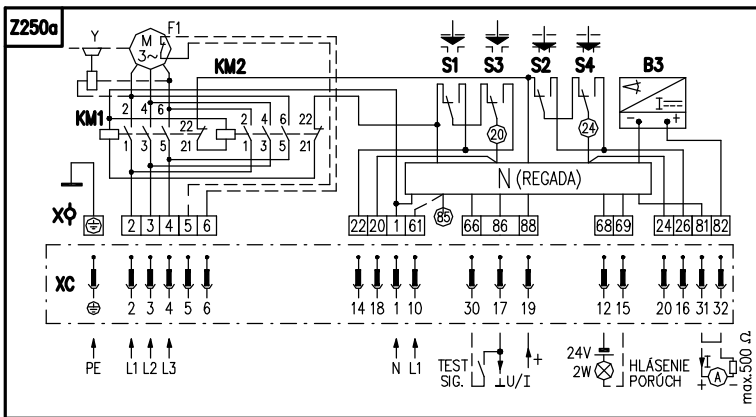 Z250a
Y
M
3~
F1
KM2
KM1
2 4 6
22
21
1 3 5
2 4 6
22
21
1 3 5
S1 S3 S2 S4 B3
I
- +
20
24
N (REGADA)
X
2 3 4 5 6
22 20 1 61
85
66 86 88
68 69
24 26 81 82
XC
2 3 4 5 6
14 18 1 10
30 17 19
12 15
20 16 31 32
PE
L1 L2 L3
N L1
TEST
SIG.
U/I
+
24V
2W
HLÁSENIE
PORÚCH
I
A
- +
max.500 Ω